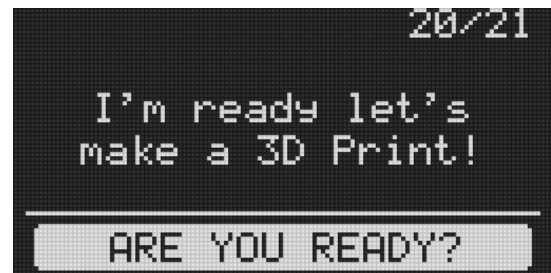 20/21
I'm ready let's
make a 3D Print!
ARE YOU READY?